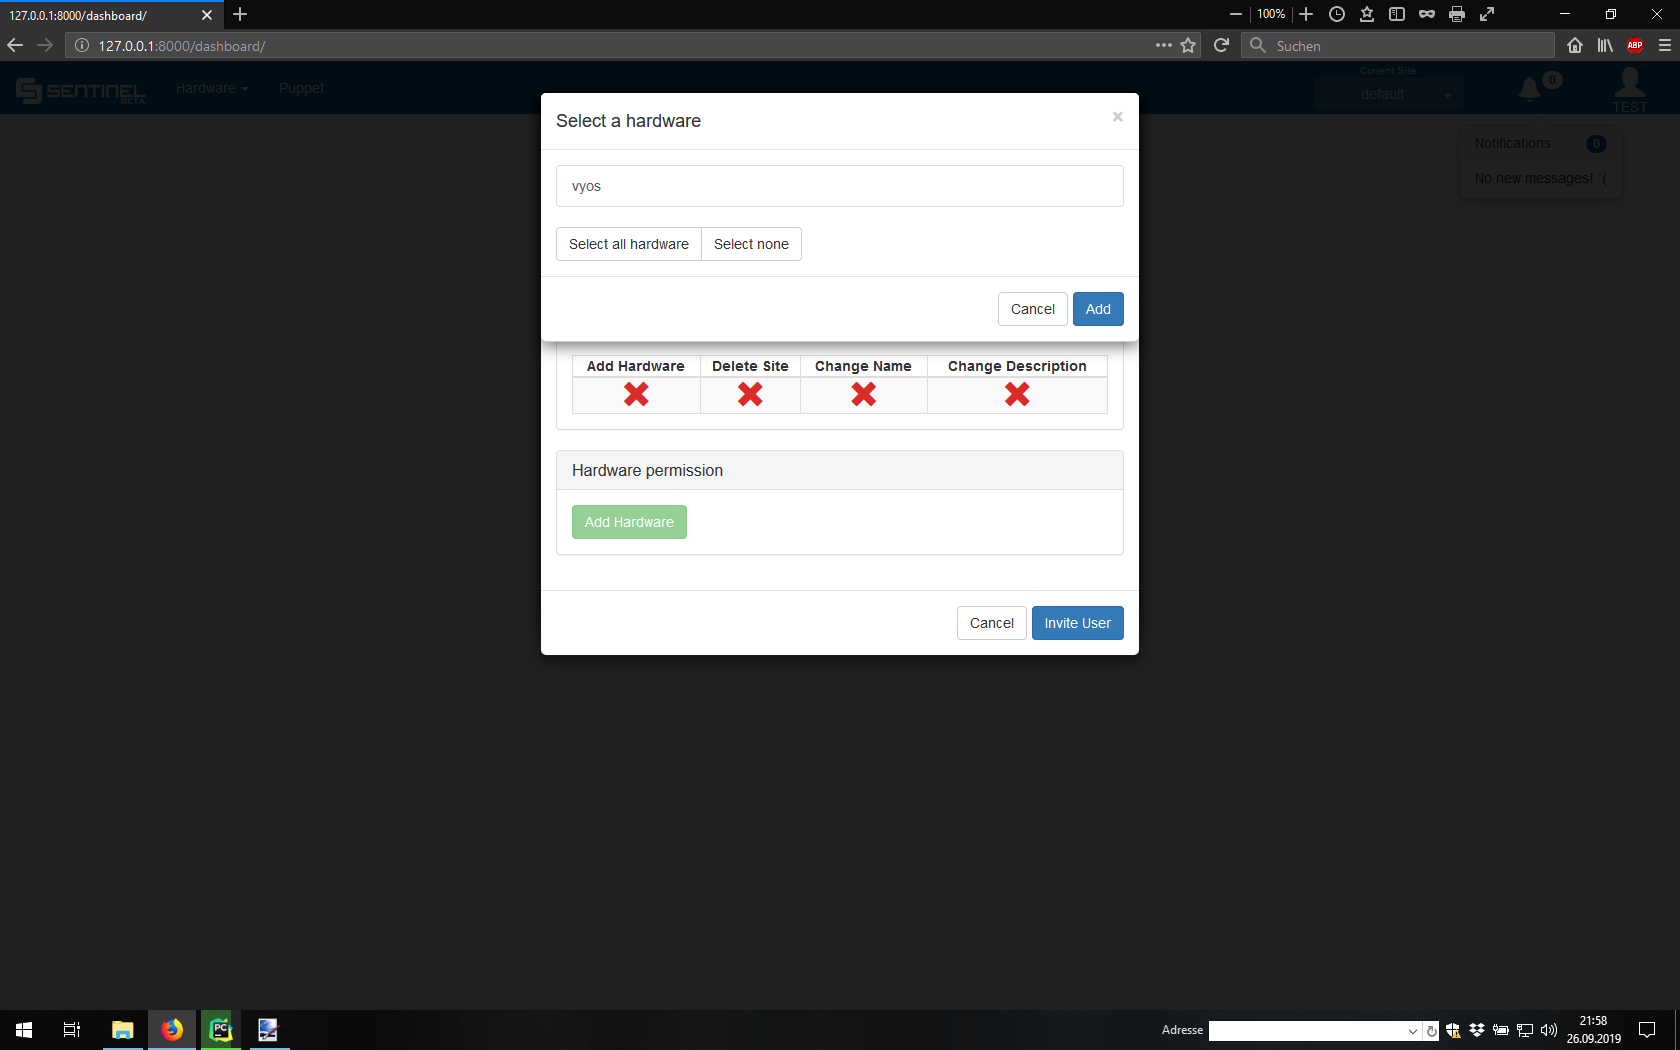 127.0.0.1:8000/dashboard/
100%
127.0.0.1:8000/dashboard/
Suchen
ABP
SENTINEL
BETA
Hardware
Puppet
Current Site:
default
0
TEST
Notifications
0
No new messages! :(
Select a hardware
×
vyos
Select all hardware
Select none
Cancel
Add
Add Hardware
Delete Site
Change Name
Change Description
Hardware permission
Add Hardware
Cancel
Invite User
PC
Adresse
21:58
26.09.2019